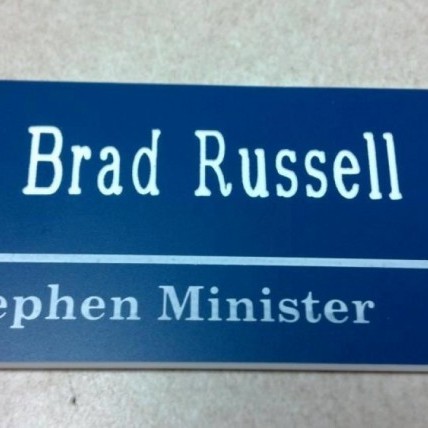 Brad Russell
ephen Minister